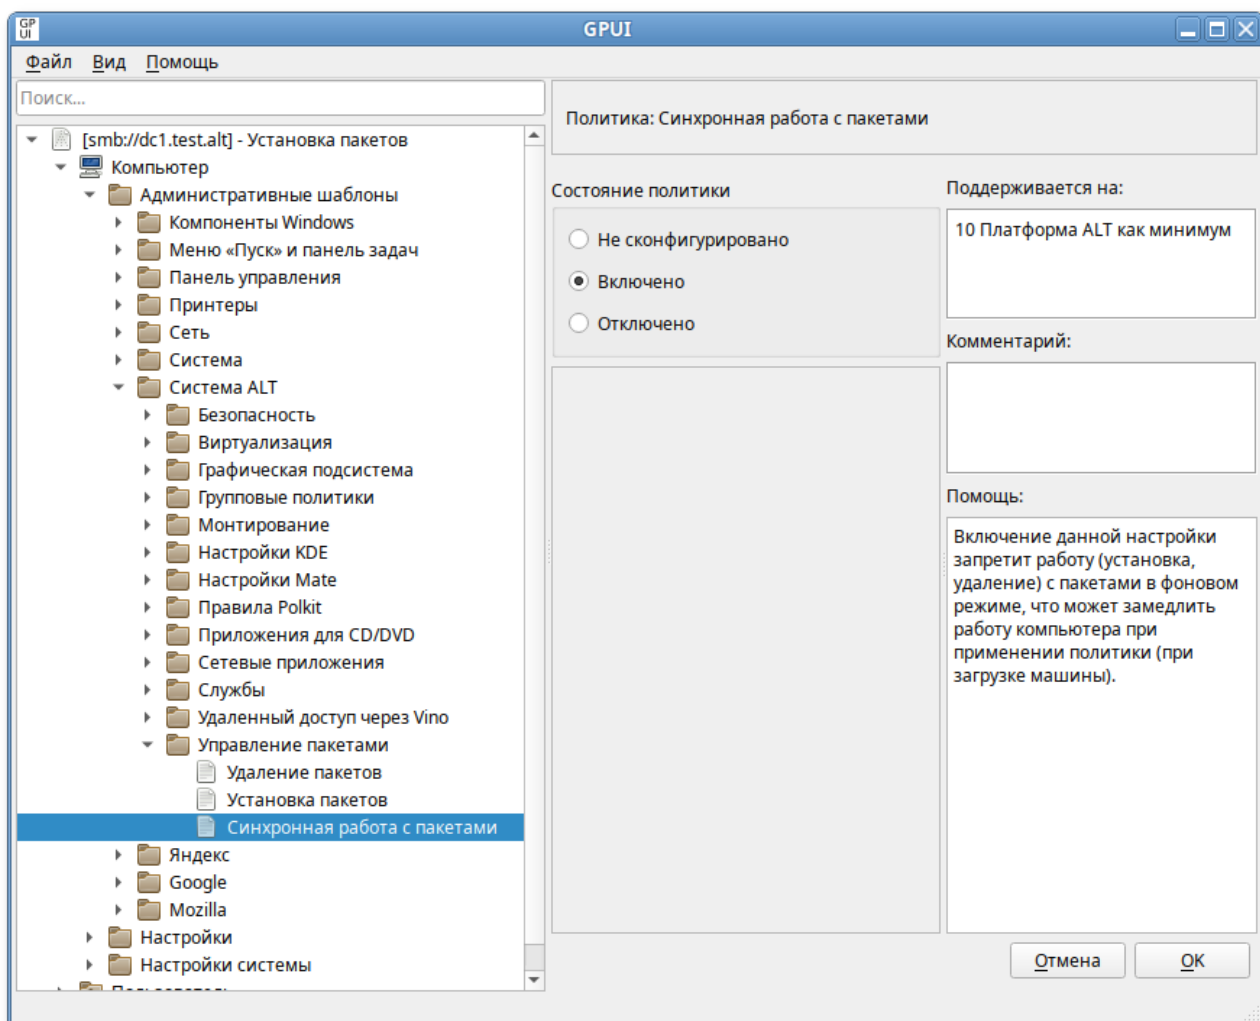 GP
UI
GPUI
Файл Вид Помощь
Поиск...
[smb://dc1.test.alt] - Установка пакетов
Компьютер
Административные шаблоны
Компоненты Windows
Меню «Пуск» и панель задач
Панель управления
Принтеры
Сеть
Система
Система ALT
Безопасность
Виртуализация
Графическая подсистема
Групповые политики
Монтирование
Настройки KDE
Настройки Mate
Правила Polkit
Приложения для CD/DVD
Сетевые приложения
Службы
Удаленный доступ через Vino
Управление пакетами
Удаление пакетов
Установка пакетов
Синхронная работа с пакетами
Яндекс
Google
Mozilla
Настройки
Настройки системы
Политика: Синхронная работа с пакетами
Состояние политики
Не сконфигурировано
Включено
Отключено
Поддерживается на:
10 Платформа ALT как минимум
Комментарий:
Помощь:
Включение данной настройки
запретит работу (установка,
удаление) с пакетами в фоновом
режиме, что может замедлить
работу компьютера при
применении политики (при
загрузке машины).
Отмена
OK